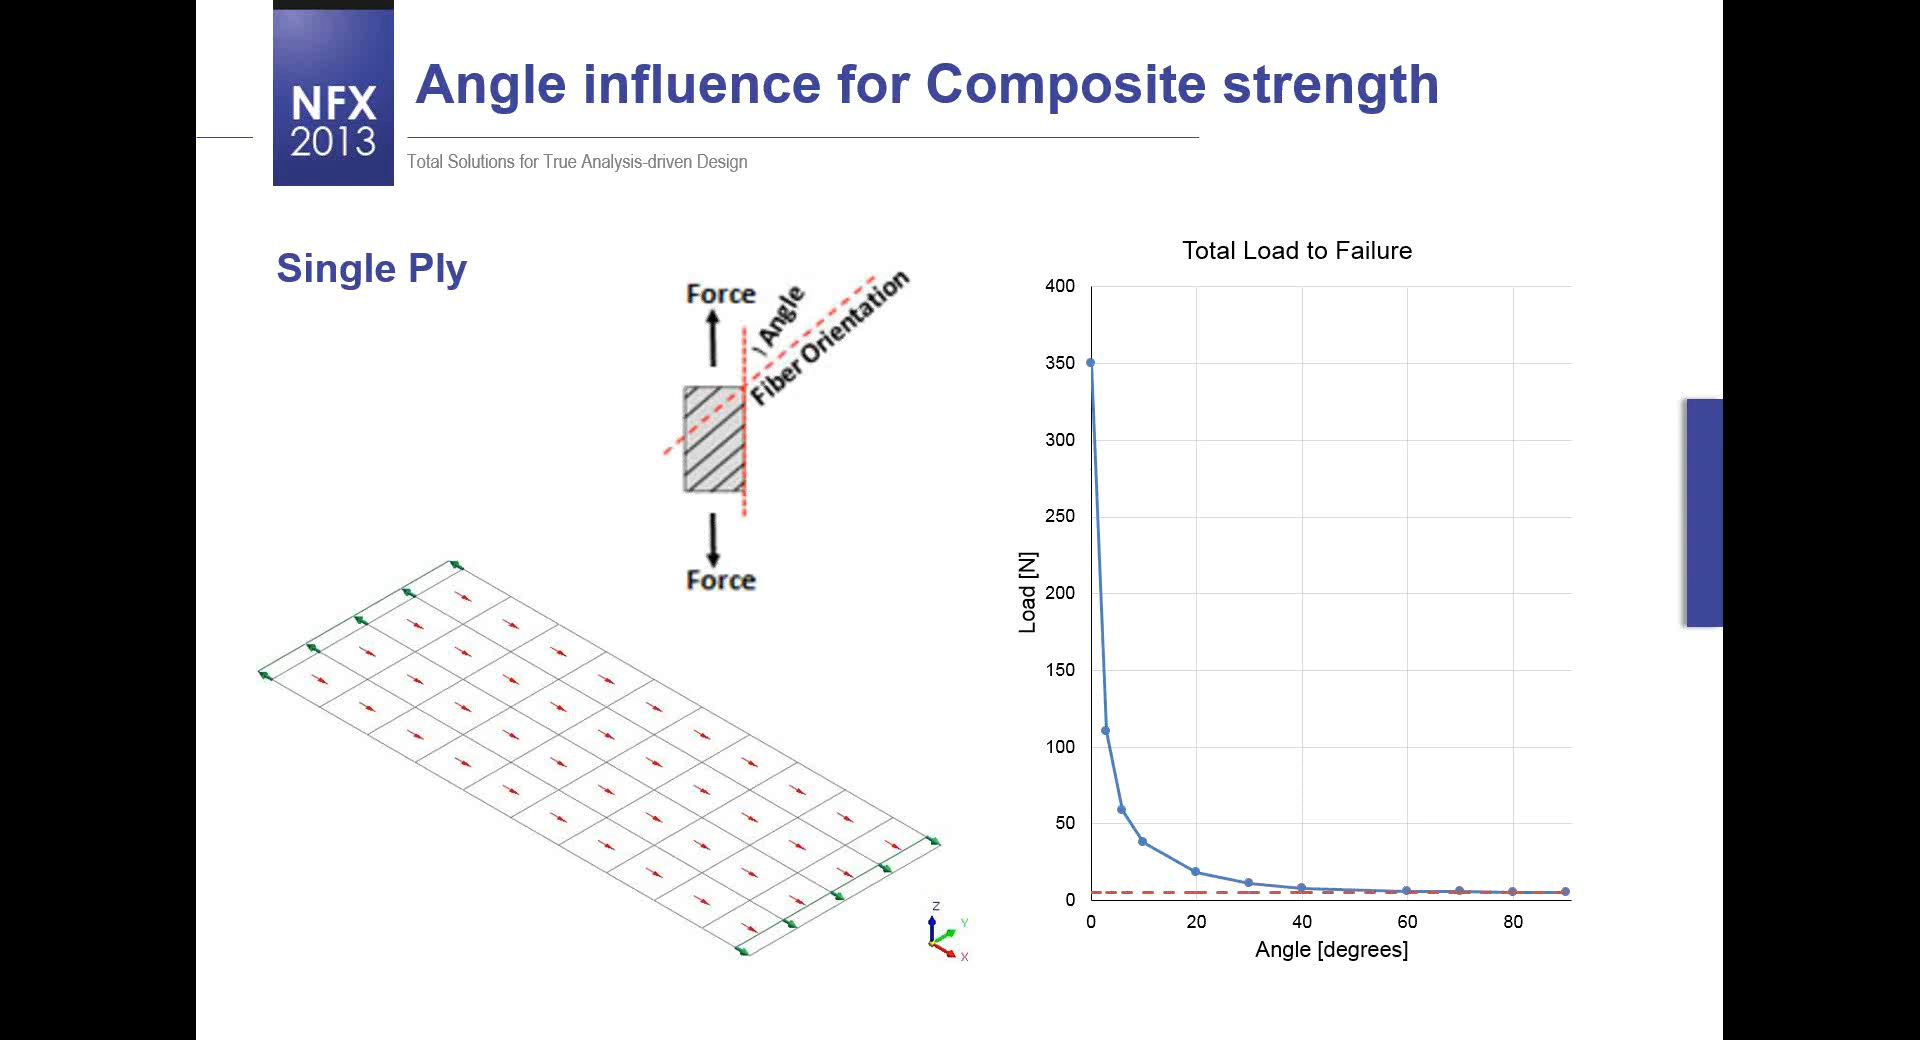 NFX
2013
Angle influence for Composite strength
Total Solutions for True Analysis-driven Design
Single Ply
Force
Angle
Fiber Orientation
Force
Z
Y
X
Total Load to Failure
400
350
300
250
200
150
100
50
0
Load [N]
0 20 40 60 80
Angle [degrees]